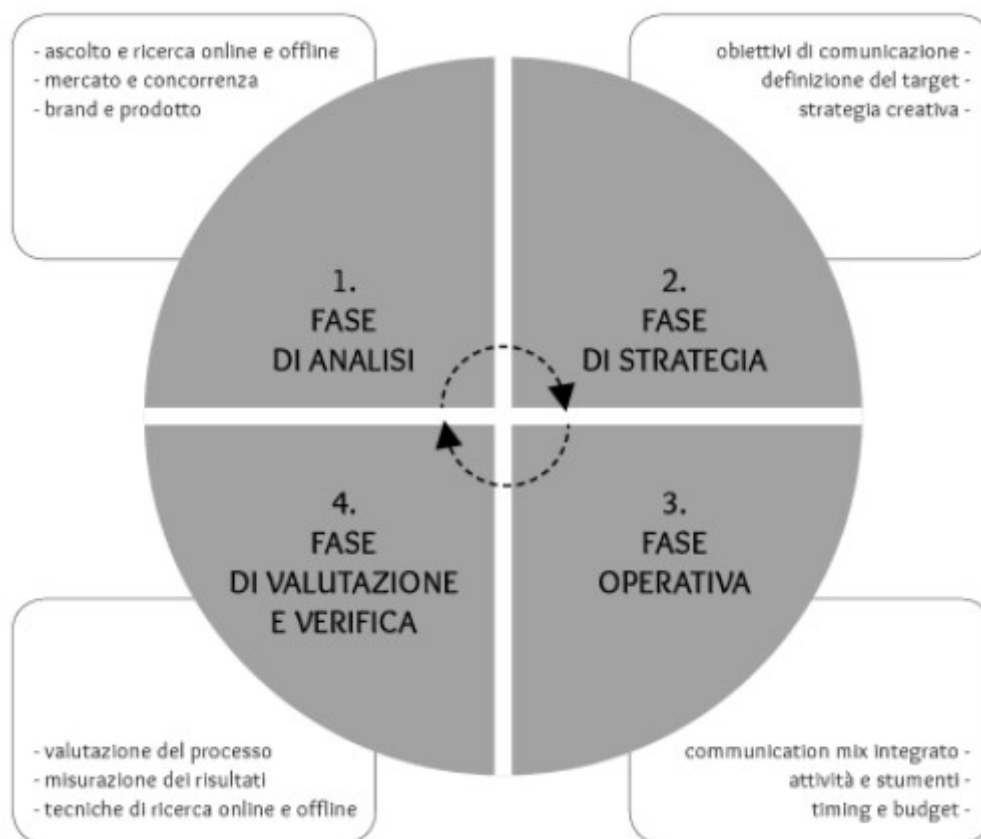 - ascolto e ricerca online e offline
- mercato e concorrenza
- brand e prodotto
obiettivi di comunicazione -
definizione del target -
strategia creativa -
1.
FASE
DI ANALISI
2.
FASE
DI STRATEGIA
4.
FASE
DI VALUTAZIONE
E VERIFICA
3.
FASE
OPERATIVA
- valutazione del processo
- misurazione dei risultati
- tecniche di ricerca online e offline
communication mix integrato -
attività e stumenti -
timing e budget -